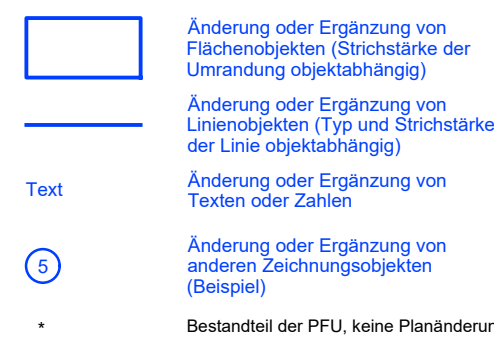 Änderung oder Ergänzung von
Flächenobjekten (Strichstärke der
Umrandung objektabhängig)
Änderung oder Ergänzung von
Linienobjekten (Typ und Strichstärke
der Linie objektabhängig)
Text
Änderung oder Ergänzung von
Texten oder Zahlen
5
Änderung oder Ergänzung von
anderen Zeichnungsobjekten
(Beispiel)
* Bestandteil der PFU, keine